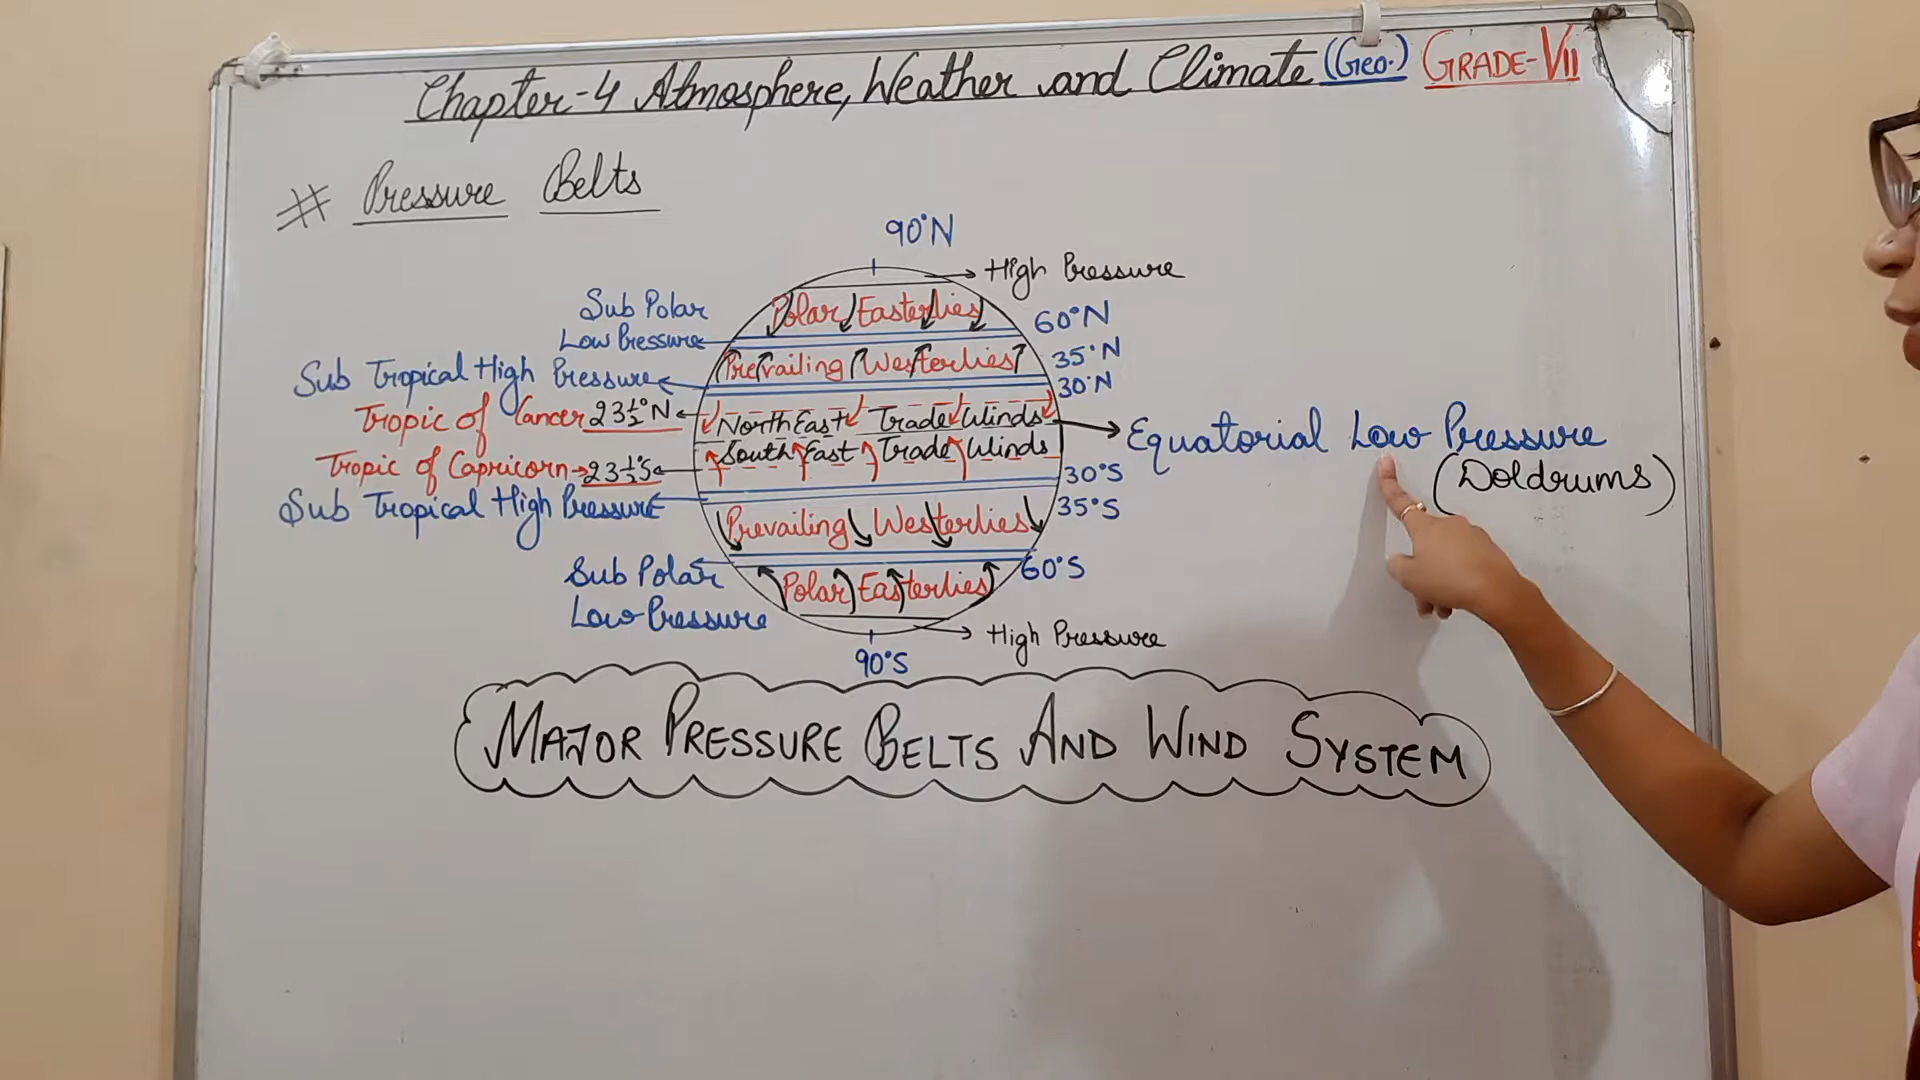 Chapter-4 Atmosphere, Weather and Climate (Geo.) GRADE-VII
# Pressure Belts
90°N
High Pressure
Sub Polar
Low Pressure
Polar Easterlies
60°N
Prevailing Westerlies
35°N
Sub Tropical High Pressure
30°N
Tropic of Cancer 23½°N
North East Trade Winds
Equatorial Low Pressure
(Doldrums)
South East Trade Winds
Tropic of Capricorn 23½°S
30°S
Sub Tropical High Pressure
35°S
Prevailing Westerlies
Sub Polar
Low Pressure
60°S
Polar Easterlies
High Pressure
90°S
MAJOR PRESSURE BELTS AND WIND SYSTEM